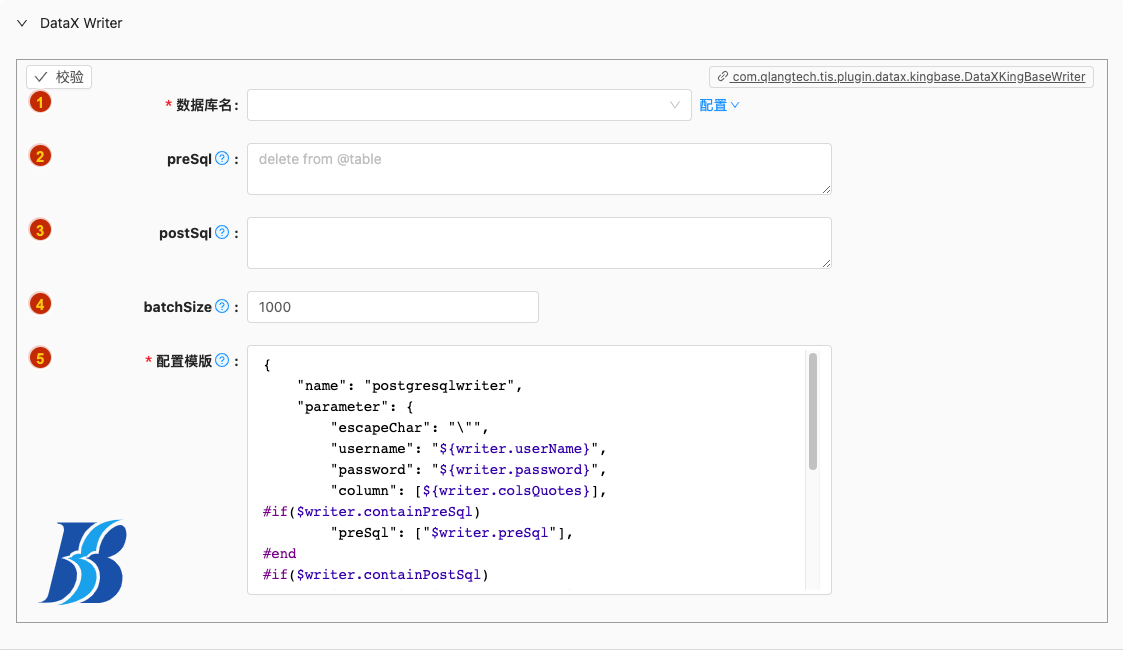 DataX Writer
校验
com.qlangtech.tis.plugin.datax.kingbase.DataXKingBaseWriter
1
* 数据库名:
配置
2
preSql ? :
delete from @table
3
postSql ? :
4
batchSize ? :
1000
5
* 配置模版 ? :
{
"name": "postgresqlwriter",
"parameter": {
"escapeChar": "\"",
"username": "${writer.userName}",
"password": "${writer.password}",
"column": [${writer.colsQuotes}],
#if($writer.containPreSql)
"preSql": ["$writer.preSql"],
#end
#if($writer.containPostSql)